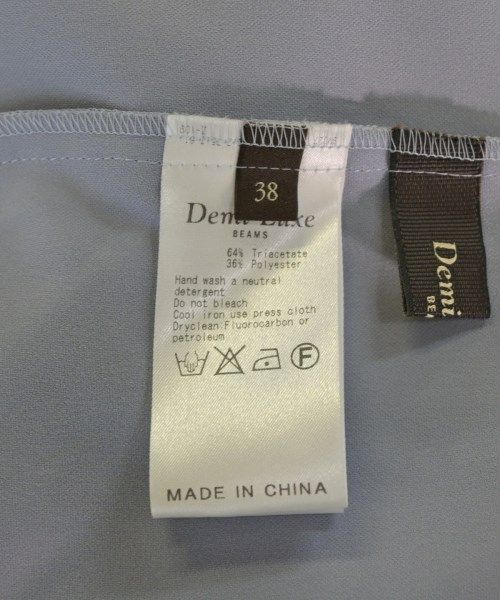 38
Demi Luxe
BEAMS
64% Triacetate
36% Polyester
Hand wash a neutral
detergent
Do not bleach
Cool iron use press cloth
Dryclean Fluorocarbon or
petroleum
F
MADE IN CHINA
Demi
BE